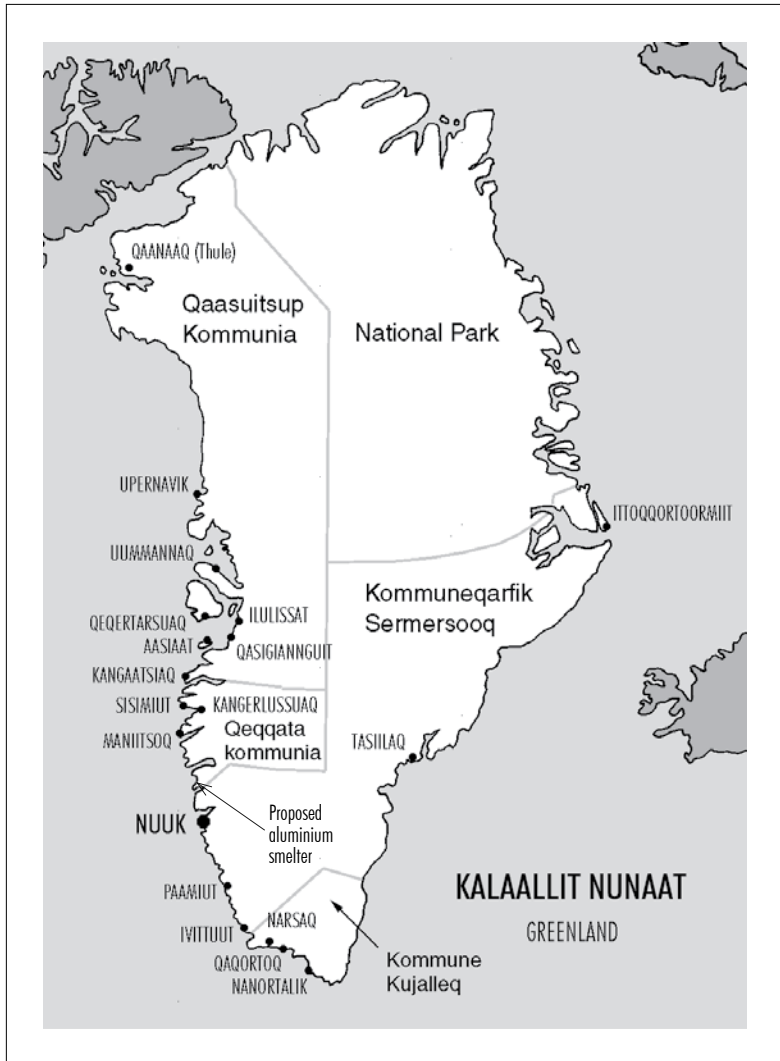 QAANAAQ (Thule)
Qaasuitsup
Kommunia
National Park
UPERNAVIK
ITTOQQORTOORMIIT
UUMMANNAQ
Kommuneqarfik
Sermersooq
QEQERTARSUAQ
ILULISSAT
AASIAAT
QASIGIANNGUIT
KANGAATSIAQ
SISIMIUT
KANGERLUSSUAQ
Qeqqata
kommunia
MANIITSOQ
TASIILAQ
Proposed
aluminium
smelter
NUUK
PAAMIUT
KALAALLIT NUNAAT
GREENLAND
IVITTUUT
NARSAQ
QAQORTOQ
NANORTALIK
Kommune
Kujalleq